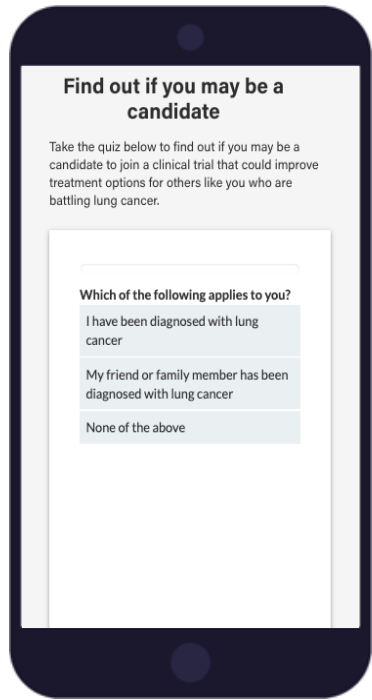 Find out if you may be a
candidate
Take the quiz below to find out if you may be a
candidate to join a clinical trial that could improve
treatment options for others like you who are
battling lung cancer.
Which of the following applies to you?
I have been diagnosed with lung
cancer
My friend or family member has been
diagnosed with lung cancer
None of the above